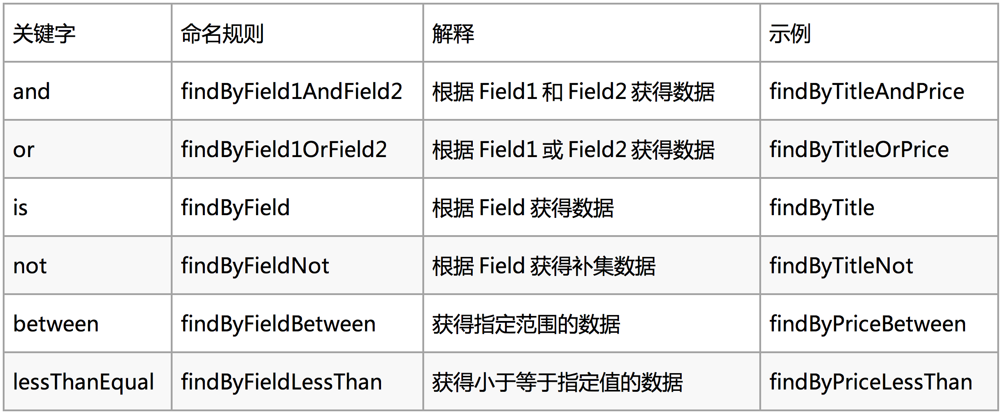 关键字 命名规则 解释 示例
and findByField1AndField2 根据 Field1 和 Field2 获得数据 findByTitleAndPrice
or findByField1OrField2 根据 Field1 或 Field2 获得数据 findByTitleOrPrice
is findByField 根据 Field 获得数据 findByTitle
not findByFieldNot 根据 Field 获得补集数据 findByTitleNot
between findByFieldBetween 获得指定范围的数据 findByPriceBetween
lessThanEqual findByFieldLessThan 获得小于等于指定值的数据 findByPriceLessThan